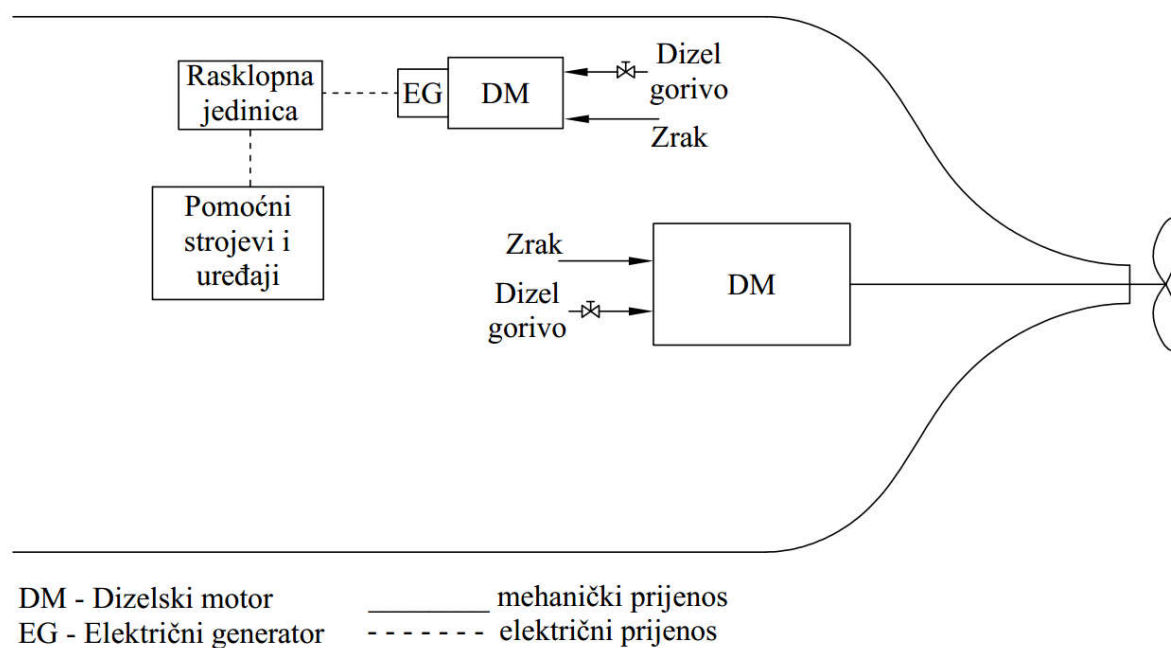 Rasklopna
jedinica
EG
DM
Dizel
gorivo
Zrak
Pomoćni
strojevi i
uređaji
Zrak
Dizel
gorivo
DM
DM - Dizelski motor
EG - Električni generator
mehanički prijenos
električni prijenos